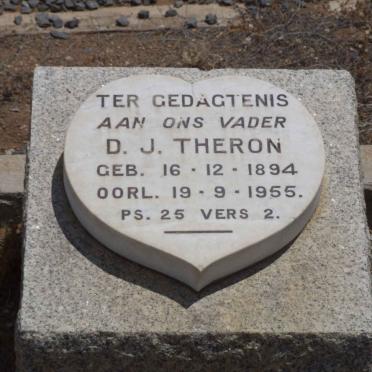 TER GEDAGTENIS
AAN ONS VADER
D. J. THERON
GEB. 16-12-1894
OORL. 19-9-1955.
PS. 25 VERS 2.